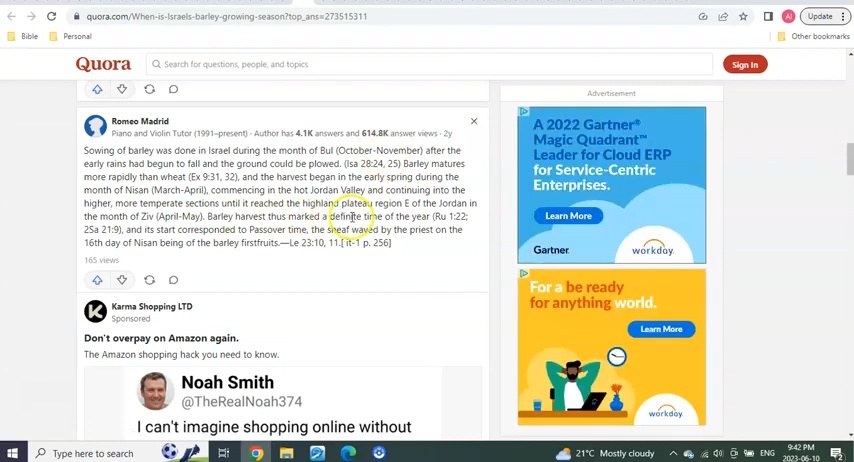 quora.com/When-is-Israels-barley-growing-season?top_ans=273515311
AI
Update
Bible
Personal
Other bookmarks
Quora
Search for questions, people, and topics
Sign In
Romeo Madrid
Piano and Violin Tutor (1991–present) · Author has 4.1K answers and 614.8K answer views · 2y
Sowing of barley was done in Israel during the month of Bul (October-November) after the
early rains had begun to fall and the ground could be plowed. (Isa 28:24, 25) Barley matures
more rapidly than wheat (Ex 9:31, 32), and the harvest began in the early spring during the
month of Nisan (March-April), commencing in the hot Jordan Valley and continuing into the
higher, more temperate sections until it reached the highland plateau region E of the Jordan in
the month of Ziv (April-May). Barley harvest thus marked a definite time of the year (Ru 1:22;
2Sa 21:9), and its start corresponded to Passover time, the sheaf waved by the priest on the
16th day of Nisan being of the barley firstfruits.—Le 23:10, 11.[ it-1 p. 256]
165 views
Karma Shopping LTD
Sponsored
Don't overpay on Amazon again.
The Amazon shopping hack you need to know.
Noah Smith
@TheRealNoah374
I can't imagine shopping online without
Advertisement
A 2022 Gartner®
Magic Quadrant™
Leader for Cloud ERP
for Service-Centric
Enterprises.
Learn More
Gartner
workday.
For a be ready
for anything world.
Learn More
workday.
Type here to search
21°C Mostly cloudy
ENG
9:42 PM
2023-06-10
2